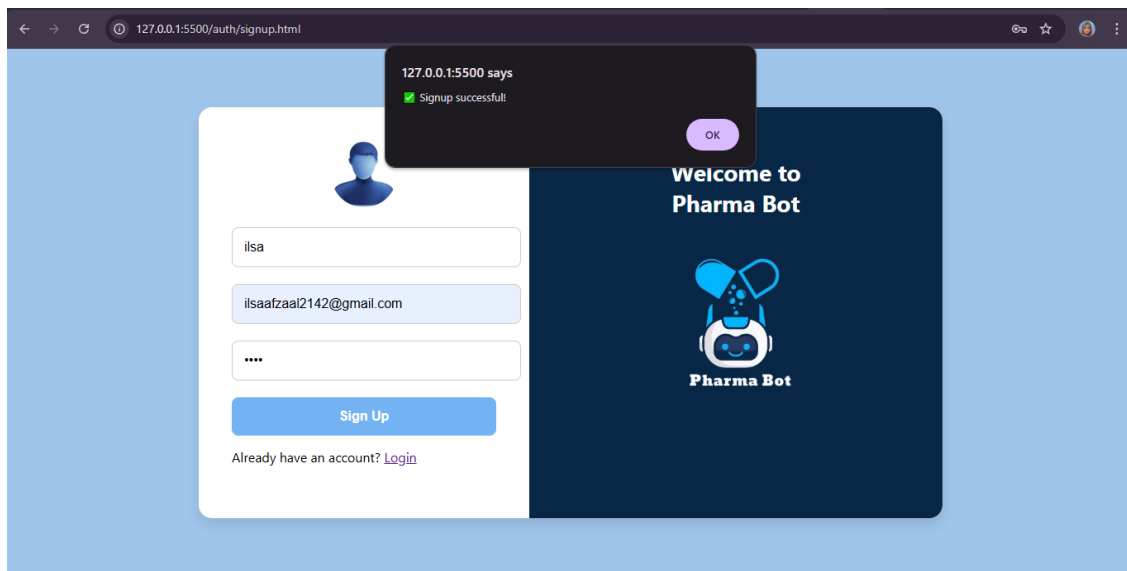 127.0.0.1:5500/auth/signup.html
127.0.0.1:5500 says
✅ Signup successful!
OK
ilsa
ilsaafzaal2142@gmail.com
••••
Sign Up
Already have an account? Login
Welcome to
Pharma Bot
Pharma Bot